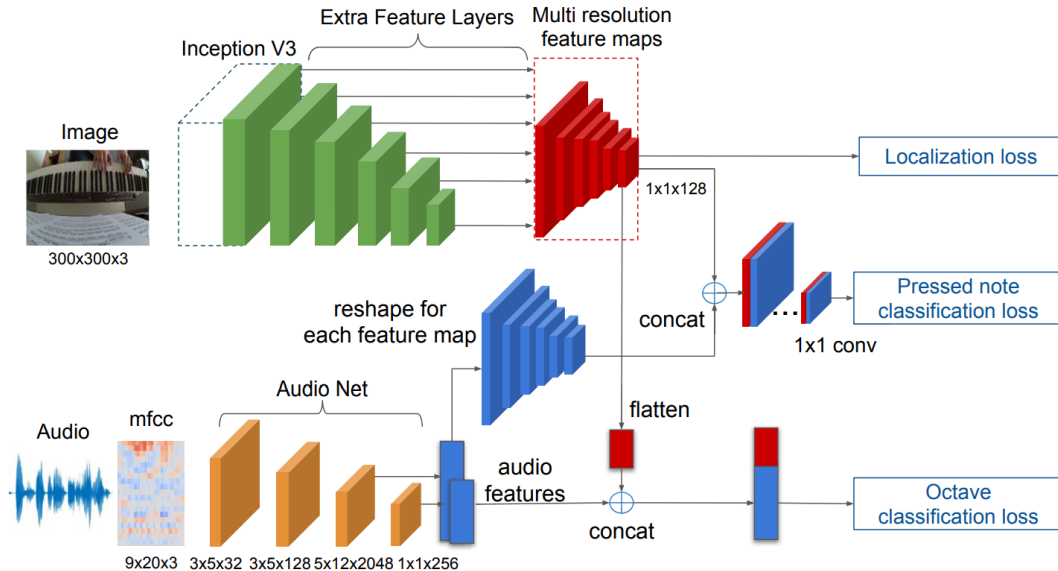 Extra Feature Layers
Multi resolution
feature maps
Inception V3
Image
300x300x3
1x1x128
Localization loss
reshape for
each feature map
concat
. . .
1x1 conv
Pressed note
classification loss
Audio Net
Audio
mfcc
flatten
audio
features
concat
Octave
classification loss
9x20x3
3x5x32
3x5x128
5x12x2048
1x1x256